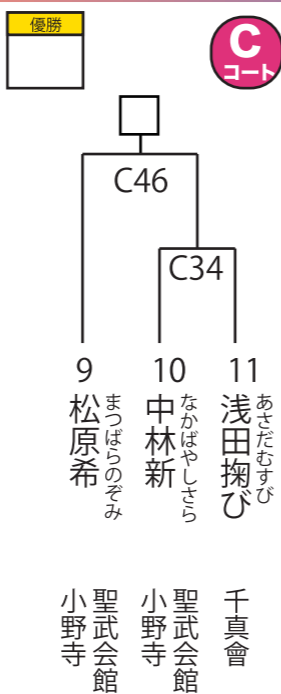 優勝
C
コート
C46
C34
9
松原希
まつばらのぞみ
聖武会館
小野寺
10
中林新
なかばやしさら
聖武会館
小野寺
11
浅田掬び
あさだむすび
千真會